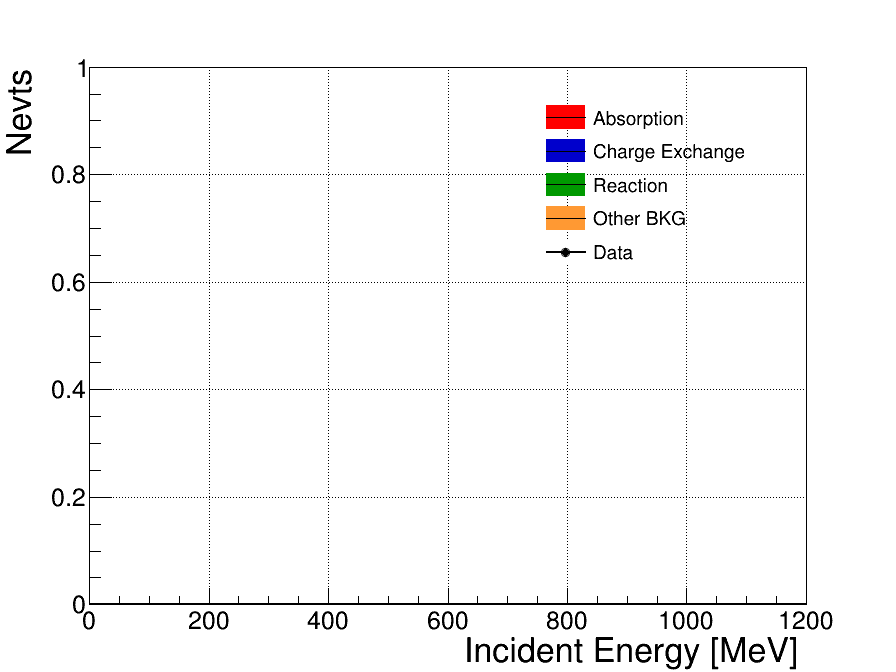 Nevts
1
0.8
0.6
0.4
0.2
0
Absorption
Charge Exchange
Reaction
Other BKG
Data
0 200 400 600 800 1000 1200
Incident Energy [MeV]